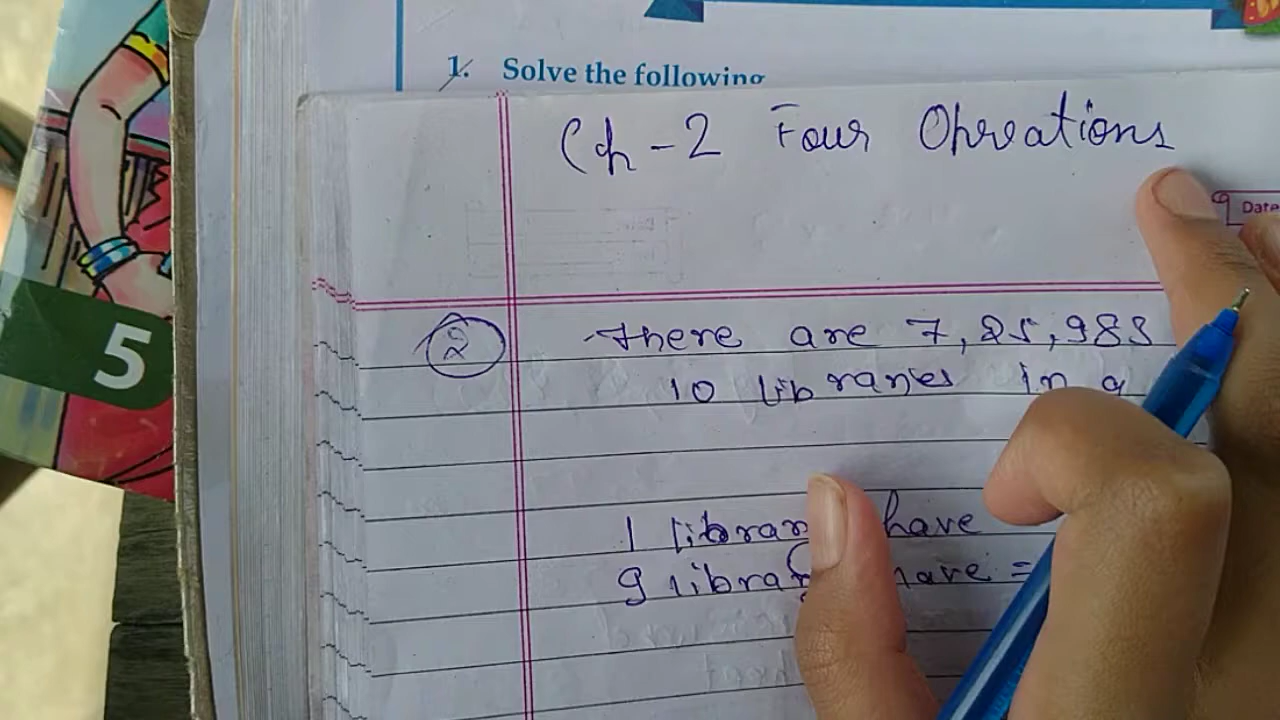 1. Solve the following
Ch-2 Four Operations
Date
5
2 There are 7,25,983
10 libraries in a
1 library have
9 library have =